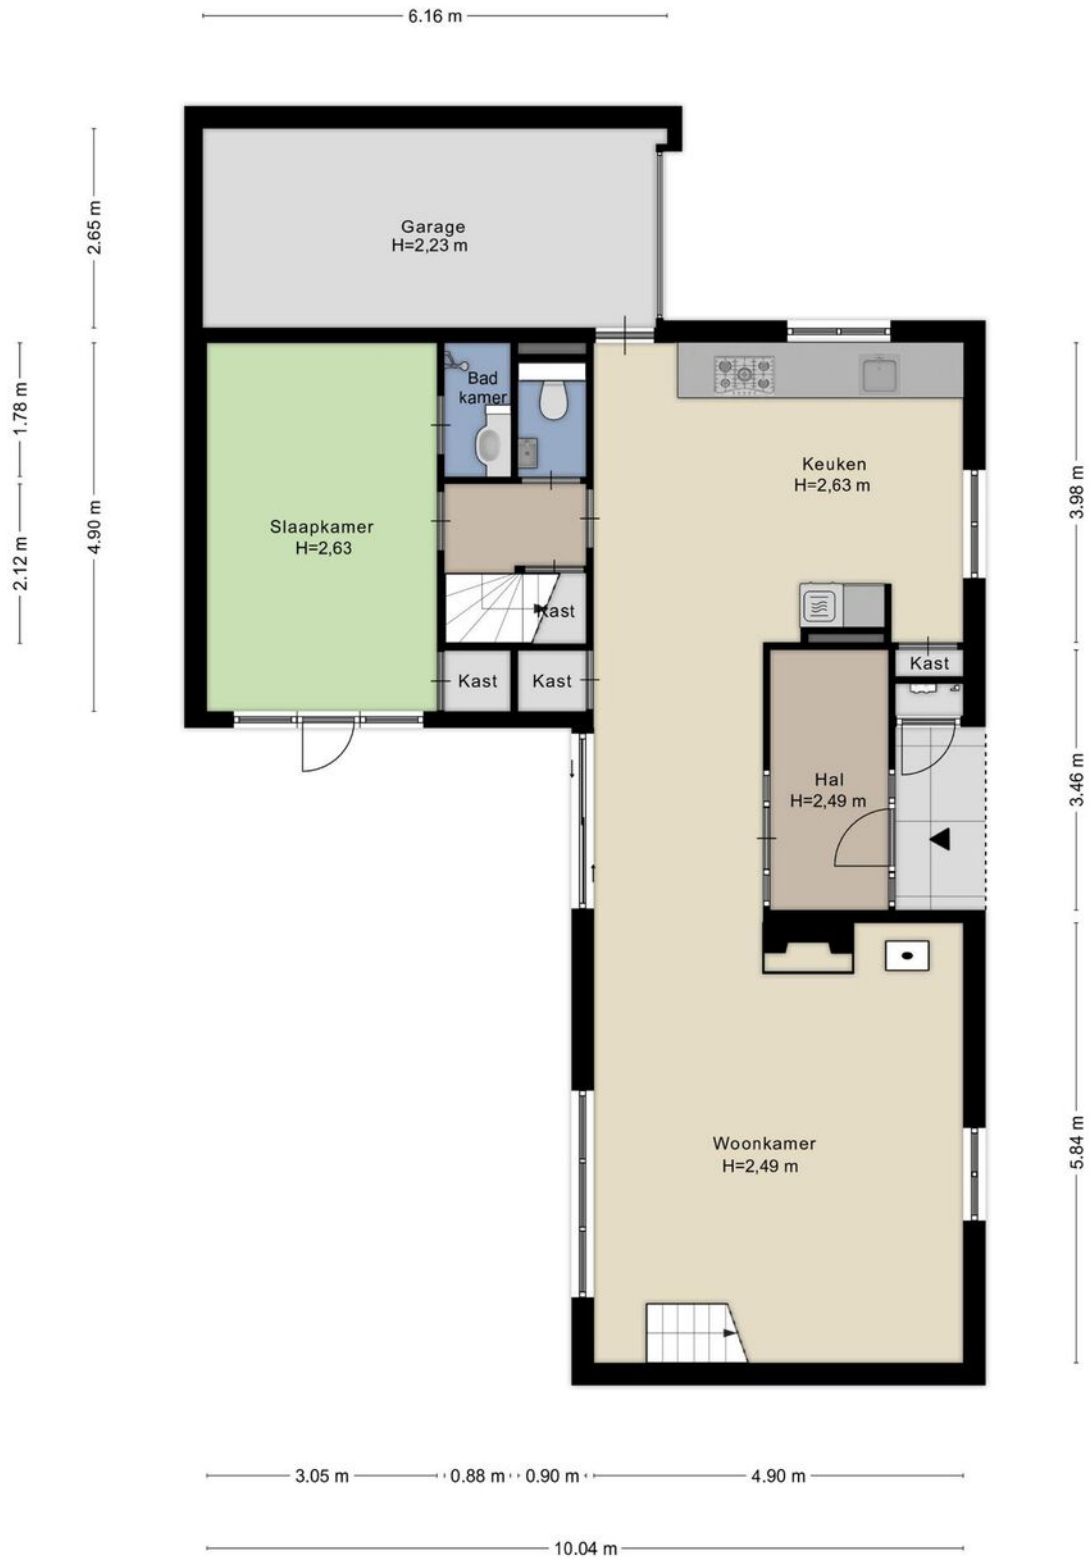 6.16 m
2.65 m
Garage
H=2,23 m
1.78 m
4.90 m
2.12 m
Bad
kamer
Keuken
H=2,63 m
3.98 m
Slaapkamer
H=2,63
Kast
Kast
Kast
Kast
Hal
H=2,49 m
3.46 m
Woonkamer
H=2,49 m
5.84 m
3.05 m
0.88 m
0.90 m
4.90 m
10.04 m